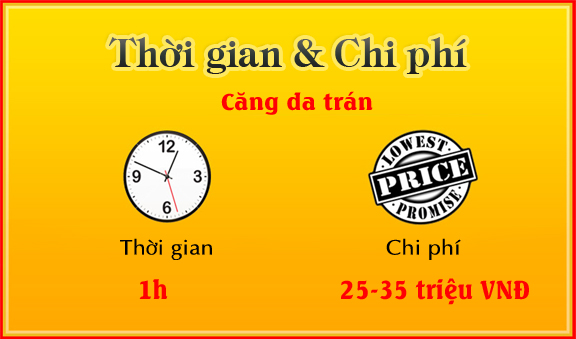 Thời gian & Chi phí
Căng da trán
12
9
3
6
LOWEST
PRICE
PROMISE
Thời gian
Chi phí
1h
25-35 triệu VNĐ